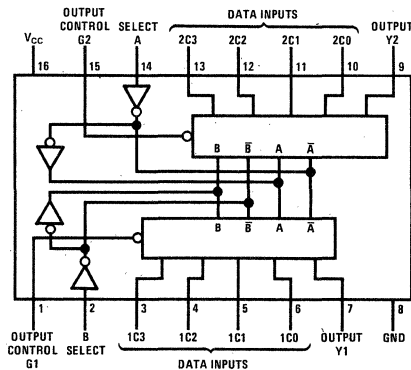 OUTPUT CONTROL G2
SELECT A
DATA INPUTS
OUTPUT Y2
VCC
2C3 2C2 2C1 2C0
16 15 14 13 12 11 10 9
B B̅ A A̅
B B̅ A A̅
1 2 3 4 5 6 7 8
OUTPUT CONTROL G1
B SELECT
1C3 1C2 1C1 1C0
OUTPUT Y1
GND
DATA INPUTS